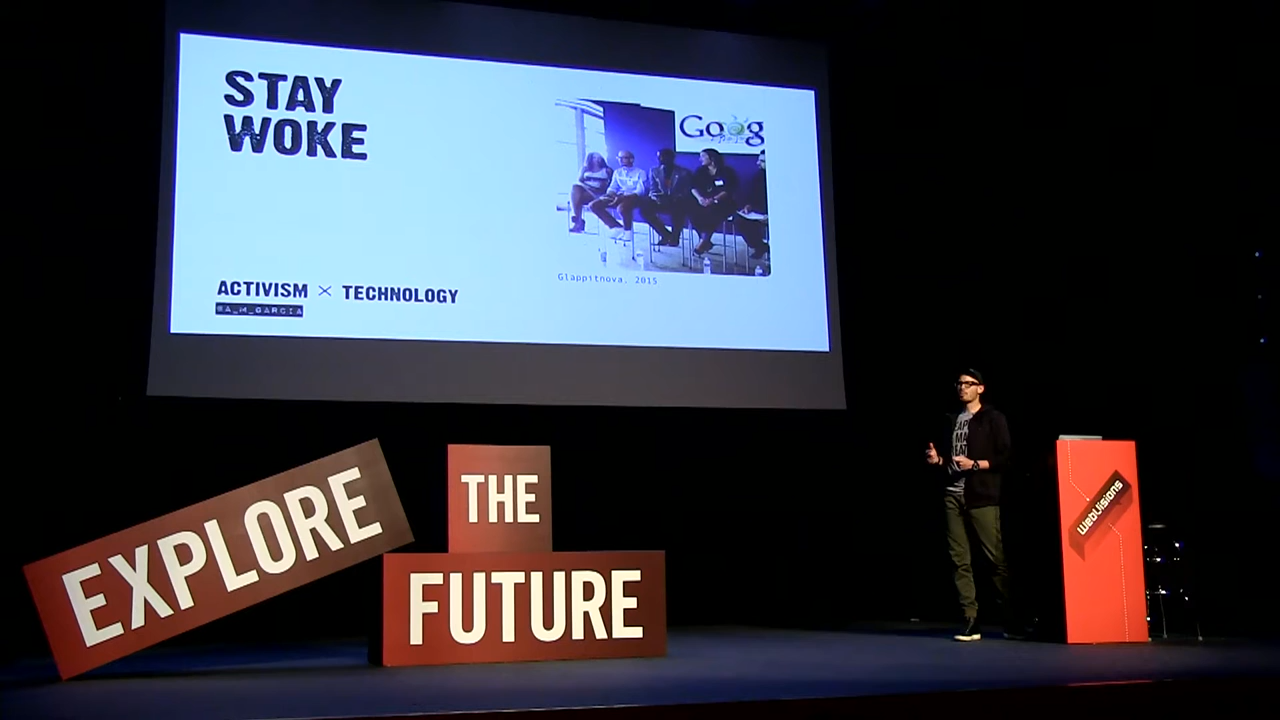 STAY
WOKE
Goog
Glappitnova, 2015
ACTIVISM × TECHNOLOGY
@A_M_GARCIA
EXPLORE
THE
FUTURE
WebVisions